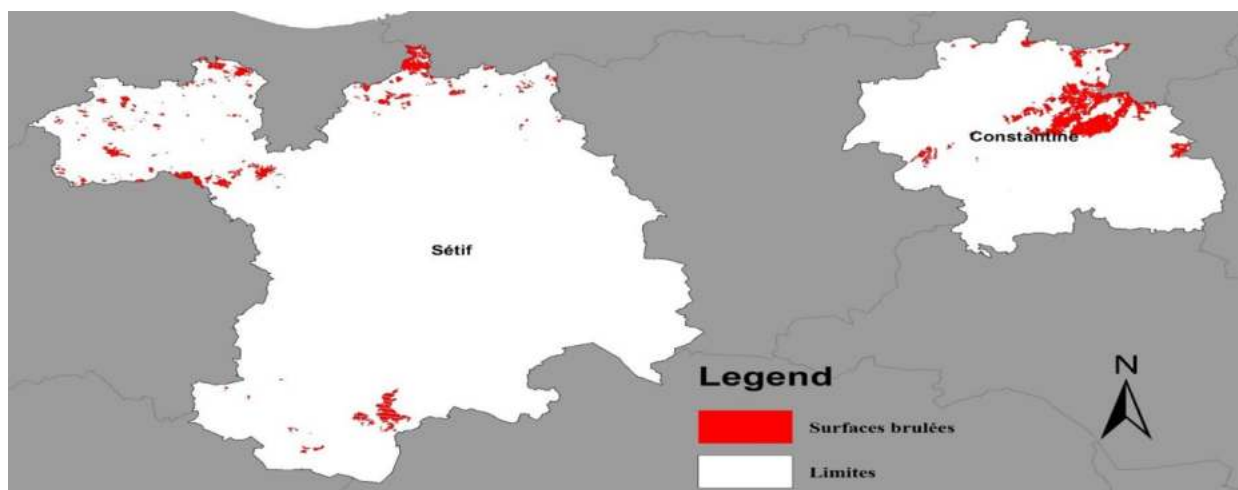 Constantine
Sétif
N
Legend
Surfaces brulées
Limites